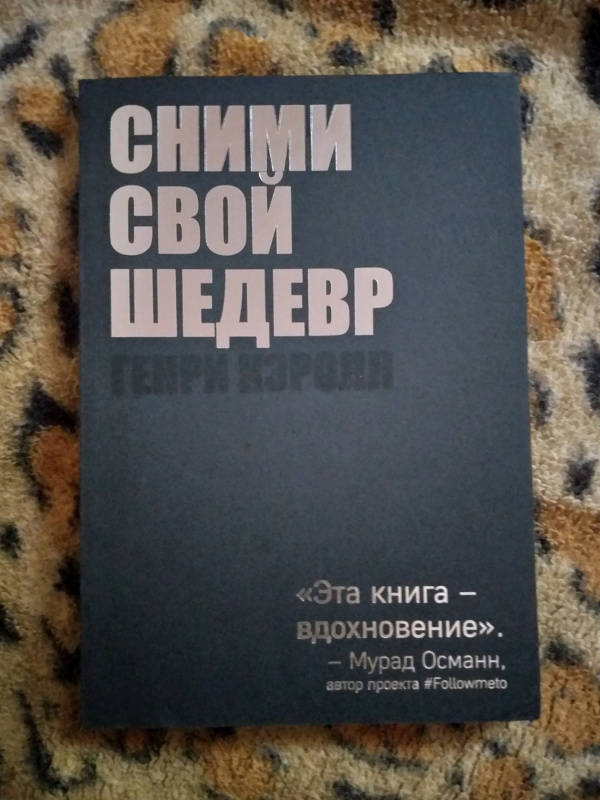 СНИМИ
СВОЙ
ШЕДЕВР
ГЕНРИ КЭРОЛЛ
«Эта книга –
вдохновение».
– Мурад Османн,
автор проекта #Followmeto